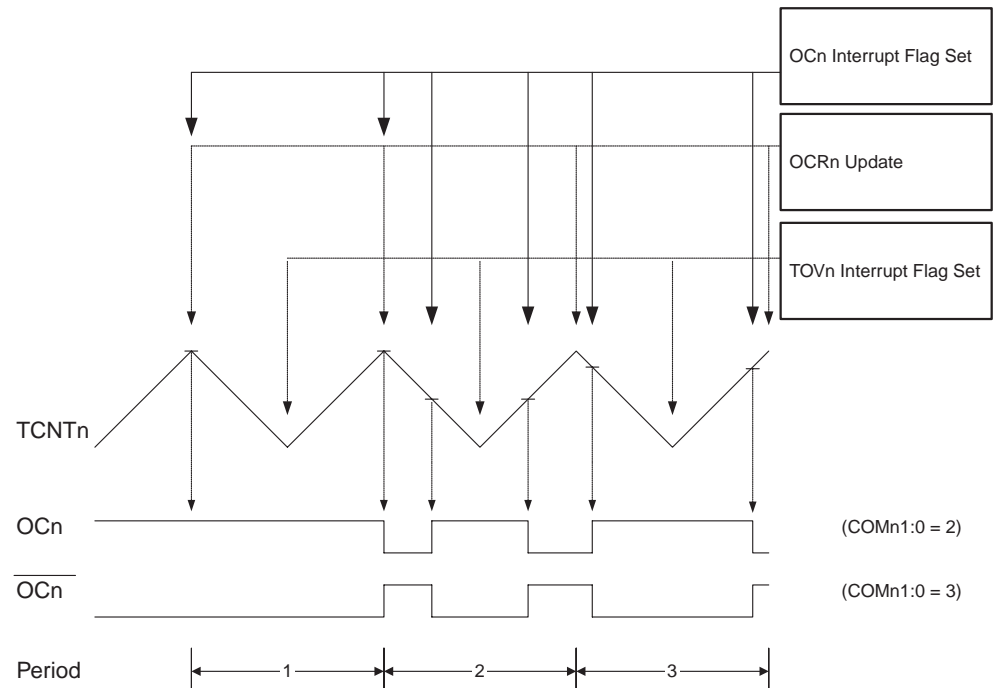 OCn Interrupt Flag Set
OCRn Update
TOVn Interrupt Flag Set
TCNTn
OCn (COMn1:0 = 2)
OCn (COMn1:0 = 3)
Period 1 2 3